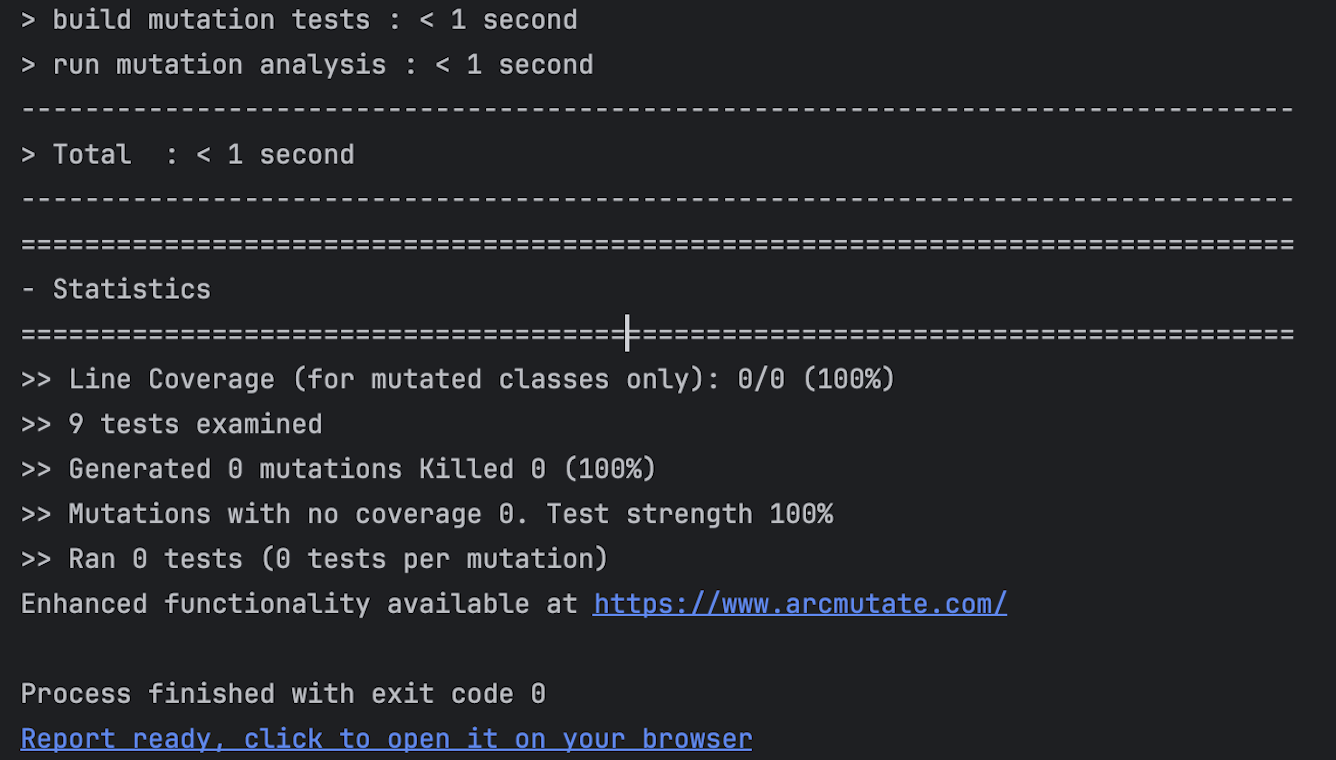 > build mutation tests : < 1 second
> run mutation analysis : < 1 second
--------------------------------------------------------------------------------
> Total  : < 1 second
--------------------------------------------------------------------------------
================================================================================
- Statistics
================================================================================
>> Line Coverage (for mutated classes only): 0/0 (100%)
>> 9 tests examined
>> Generated 0 mutations Killed 0 (100%)
>> Mutations with no coverage 0. Test strength 100%
>> Ran 0 tests (0 tests per mutation)
Enhanced functionality available at https://www.arcmutate.com/

Process finished with exit code 0
Report ready, click to open it on your browser